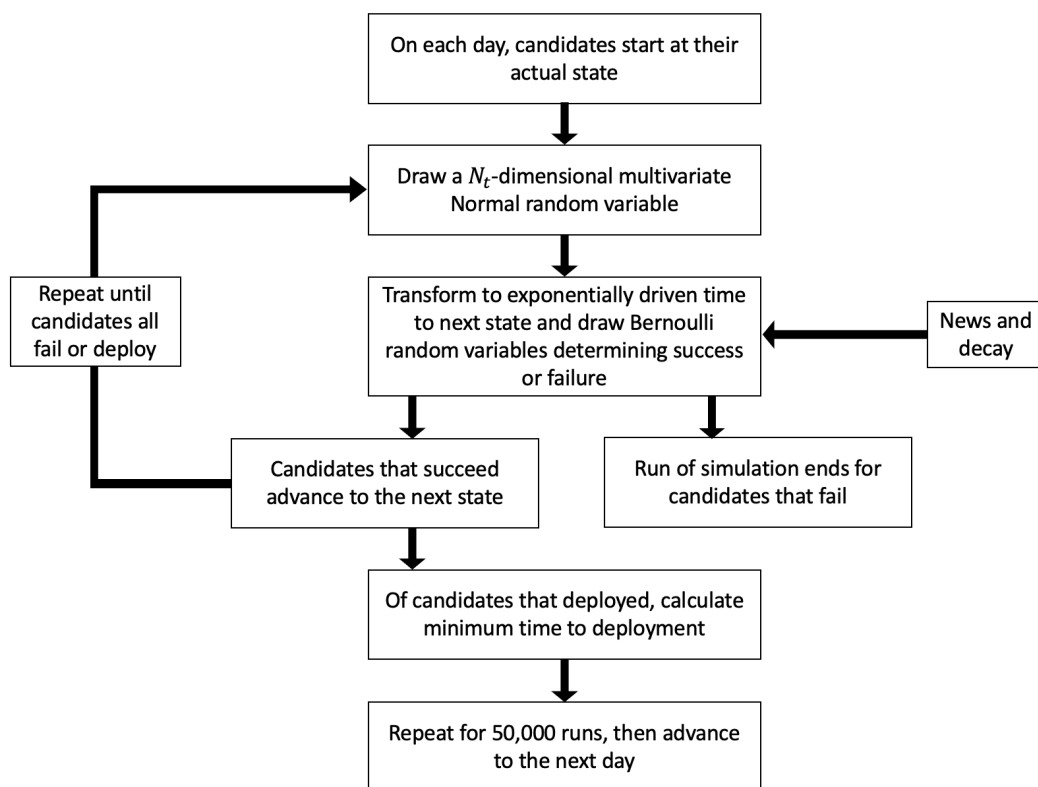 On each day, candidates start at their
actual state
Draw a N_t-dimensional multivariate
Normal random variable
Repeat until
candidates all
fail or deploy
Transform to exponentially driven time
to next state and draw Bernoulli
random variables determining success
or failure
News and
decay
Candidates that succeed
advance to the next state
Run of simulation ends for
candidates that fail
Of candidates that deployed, calculate
minimum time to deployment
Repeat for 50,000 runs, then advance
to the next day